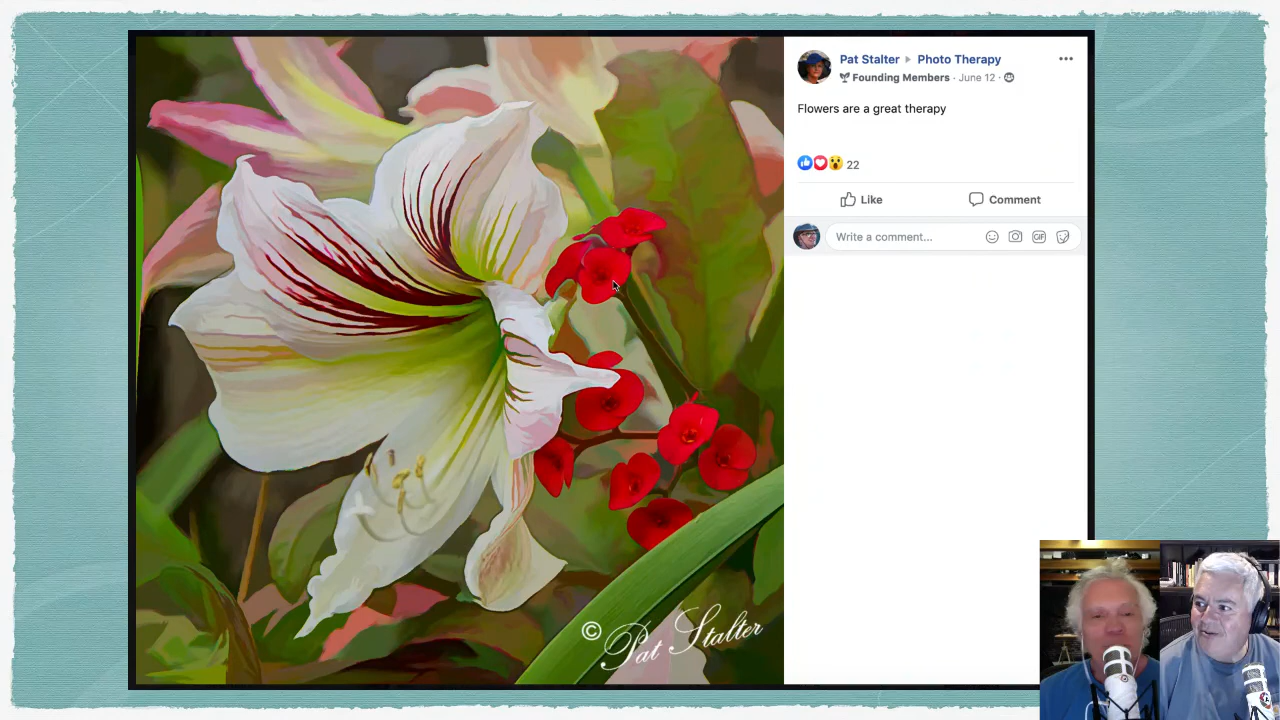 Pat Stalter ▸ Photo Therapy
Founding Members · June 12 ·
Flowers are a great therapy
22
Like
Comment
Write a comment...
GIF
© Pat Stalter